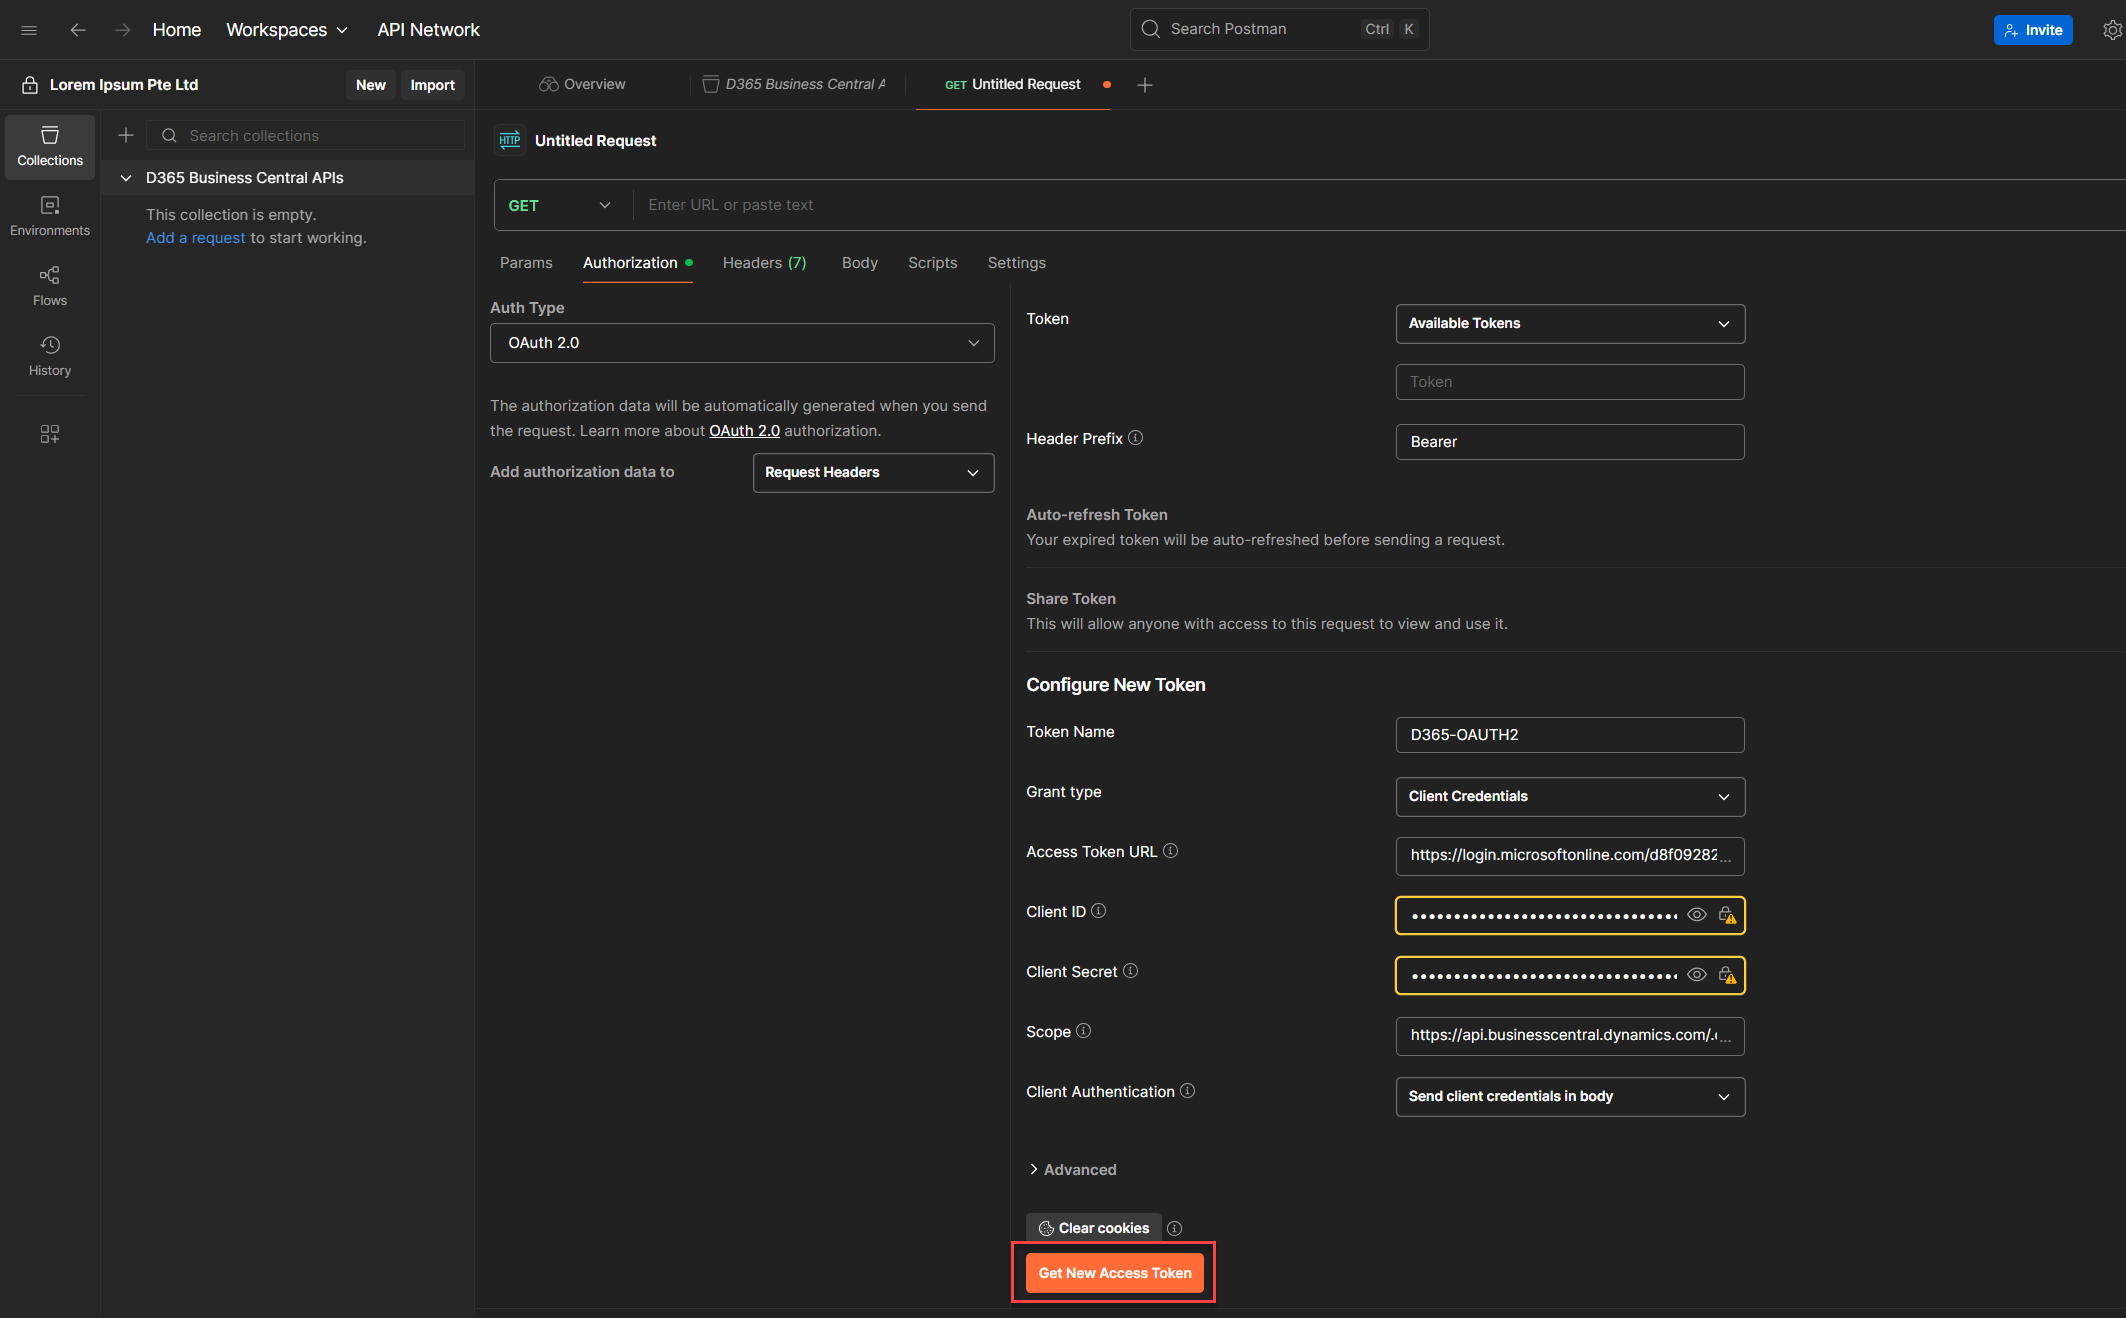 Home
Workspaces
API Network
Search Postman
Ctrl
K
Invite
Lorem Ipsum Pte Ltd
New
Import
Overview
D365 Business Central A
GET Untitled Request
Collections
Environments
Flows
History
Search collections
D365 Business Central APIs
This collection is empty.
Add a request to start working.
HTTP
Untitled Request
GET
Enter URL or paste text
Params
Authorization
Headers (7)
Body
Scripts
Settings
Auth Type
OAuth 2.0
The authorization data will be automatically generated when you send
the request. Learn more about OAuth 2.0 authorization.
Add authorization data to
Request Headers
Token
Available Tokens
Token
Header Prefix
Bearer
Auto-refresh Token
Your expired token will be auto-refreshed before sending a request.
Share Token
This will allow anyone with access to this request to view and use it.
Configure New Token
Token Name
D365-OAUTH2
Grant type
Client Credentials
Access Token URL
https://login.microsoftonline.com/d8f09282...
Client ID
Client Secret
Scope
https://api.businesscentral.dynamics.com/....
Client Authentication
Send client credentials in body
Advanced
Clear cookies
Get New Access Token